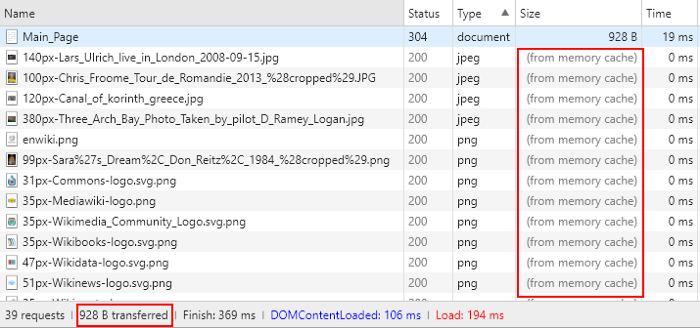 Name Status Type Size Time
Main_Page 304 document 928 B 19 ms
140px-Lars_Ulrich_live_in_London_2008-09-15.jpg 200 jpeg (from memory cache) 0 ms
100px-Chris_Froome_Tour_de_Romandie_2013_%28cropped%29.JPG 200 jpeg (from memory cache) 0 ms
120px-Canal_of_korinth_greece.jpg 200 jpeg (from memory cache) 0 ms
380px-Three_Arch_Bay_Photo_Taken_by_pilot_D_Ramey_Logan.jpg 200 jpeg (from memory cache) 0 ms
enwiki.png 200 png (from memory cache) 0 ms
99px-Sara%27s_Dream%2C_Don_Reitz%2C_1984_%28cropped%29.png 200 png (from memory cache) 0 ms
31px-Commons-logo.svg.png 200 png (from memory cache) 0 ms
35px-Mediawiki-logo.png 200 png (from memory cache) 0 ms
35px-Wikimedia_Community_Logo.svg.png 200 png (from memory cache) 0 ms
35px-Wikibooks-logo.svg.png 200 png (from memory cache) 0 ms
47px-Wikidata-logo.svg.png 200 png (from memory cache) 0 ms
51px-Wikinews-logo.svg.png 200 png (from memory cache) 0 ms
39 requests | 928 B transferred | Finish: 369 ms | DOMContentLoaded: 106 ms | Load: 194 ms